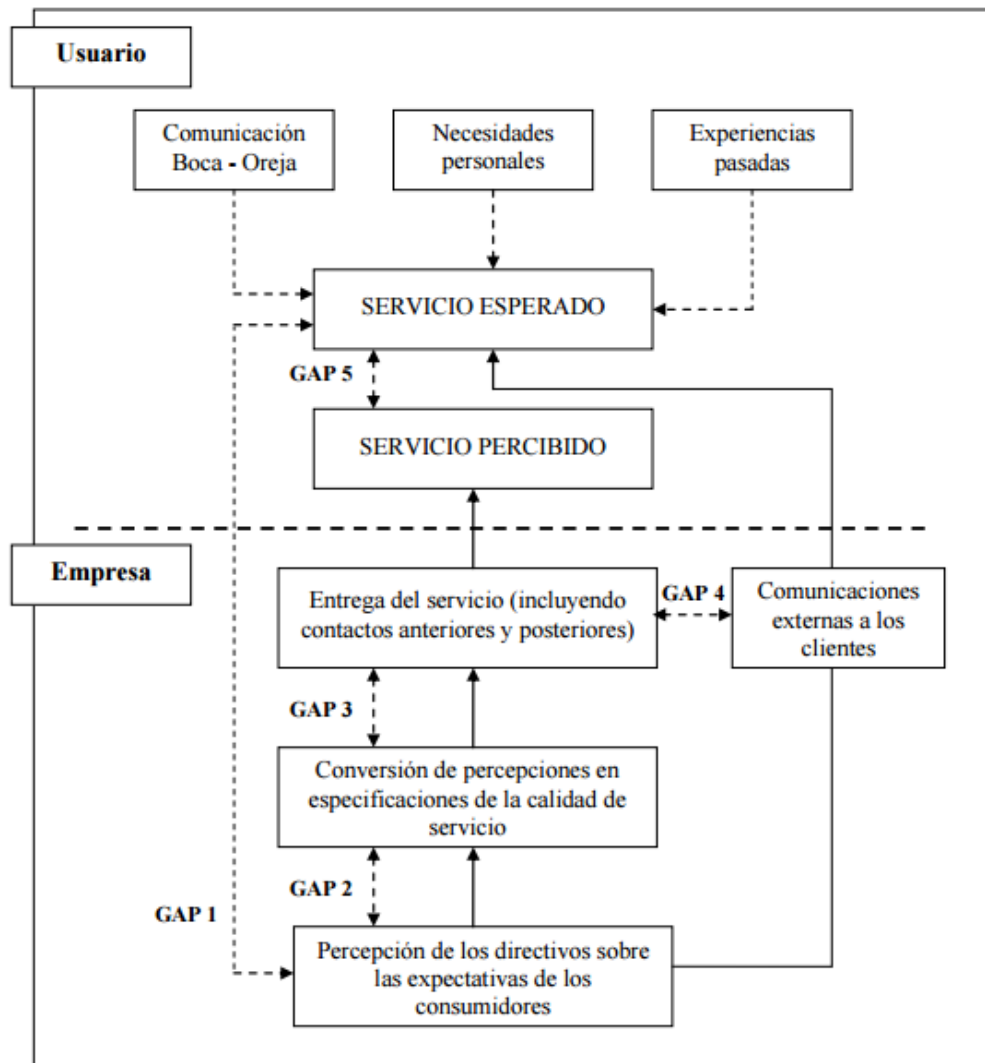 Usuario
Comunicación
Boca - Oreja
Necesidades
personales
Experiencias
pasadas
SERVICIO ESPERADO
GAP 5
SERVICIO PERCIBIDO
Empresa
Entrega del servicio (incluyendo
contactos anteriores y posteriores)
GAP 4
Comunicaciones
externas a los
clientes
GAP 3
Conversión de percepciones en
especificaciones de la calidad de
servicio
GAP 2
GAP 1
Percepción de los directivos sobre
las expectativas de los
consumidores